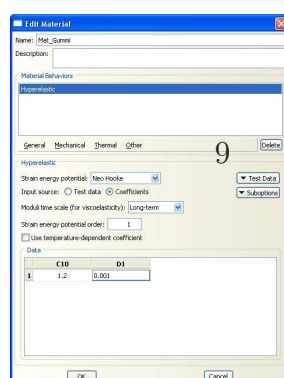 Edit Material
Name: Mat_Gummi
Description:
Material Behaviors
Hyperelastic
General Mechanical Thermal Other
9
Delete
Hyperelastic
Strain energy potential: Neo Hooke
Test Data
Input source: Test data Coefficients
Suboptions
Moduli time scale (for viscoelasticity): Long-term
Strain energy potential order: 1
Use temperature-dependent coefficient
Data
C10 D1
1 1.2 0.001
OK Cancel